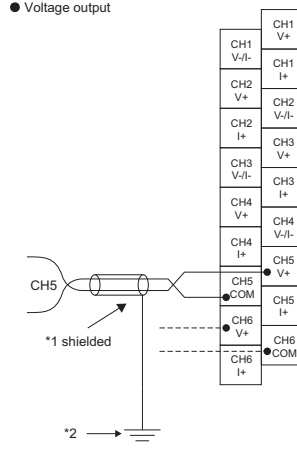 ● Voltage output
CH1
V+
CH1
V-/I-
CH1
I+
CH2
V+
CH2
V-/I-
CH2
I+
CH3
V+
CH3
V-/I-
CH3
I+
CH4
V+
CH4
V-/I-
CH4
I+
CH5
V+
CH5
COM
CH5
I+
CH6
V+
CH6
COM
CH6
I+
CH5
*1 shielded
*2